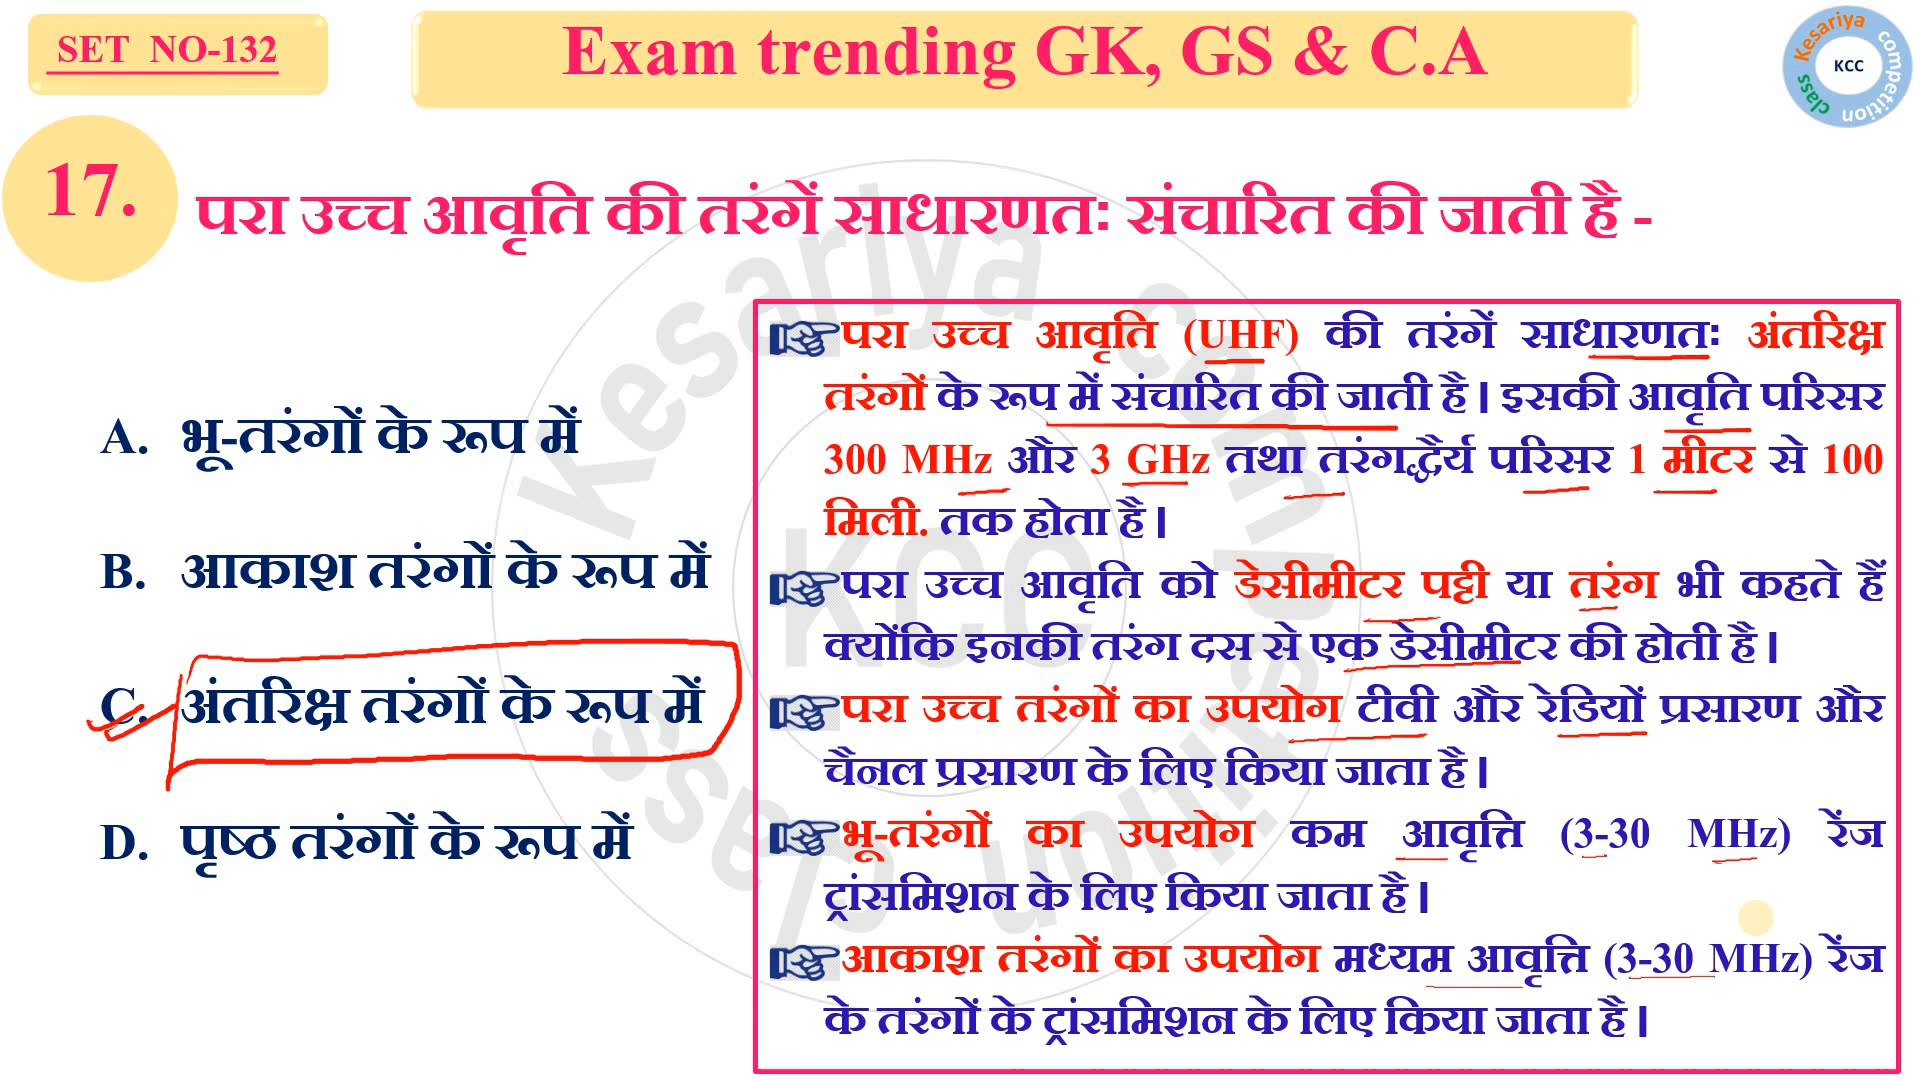 SET NO-132
Exam trending GK, GS & C.A
Kesariya competition class
KCC
17.
परा उच्च आवृति की तरंगें साधारणतः संचारित की जाती है -
A. भू-तरंगों के रूप में
B. आकाश तरंगों के रूप में
C. अंतरिक्ष तरंगों के रूप में
D. पृष्ठ तरंगों के रूप में
परा उच्च आवृति (UHF) की तरंगें साधारणतः अंतरिक्ष
तरंगों के रूप में संचारित की जाती है। इसकी आवृति परिसर
300 MHz और 3 GHz तथा तरंगद्धैर्य परिसर 1 मीटर से 100
मिली. तक होता है।
परा उच्च आवृति को डेसीमीटर पट्टी या तरंग भी कहते हैं
क्योंकि इनकी तरंग दस से एक डेसीमीटर की होती है।
परा उच्च तरंगों का उपयोग टीवी और रेडियों प्रसारण और
चैनल प्रसारण के लिए किया जाता है।
भू-तरंगों का उपयोग कम आवृत्ति (3-30 MHz) रेंज
ट्रांसमिशन के लिए किया जाता है।
आकाश तरंगों का उपयोग मध्यम आवृत्ति (3-30 MHz) रेंज
के तरंगों के ट्रांसमिशन के लिए किया जाता है।
Kesariya competition class
KCC